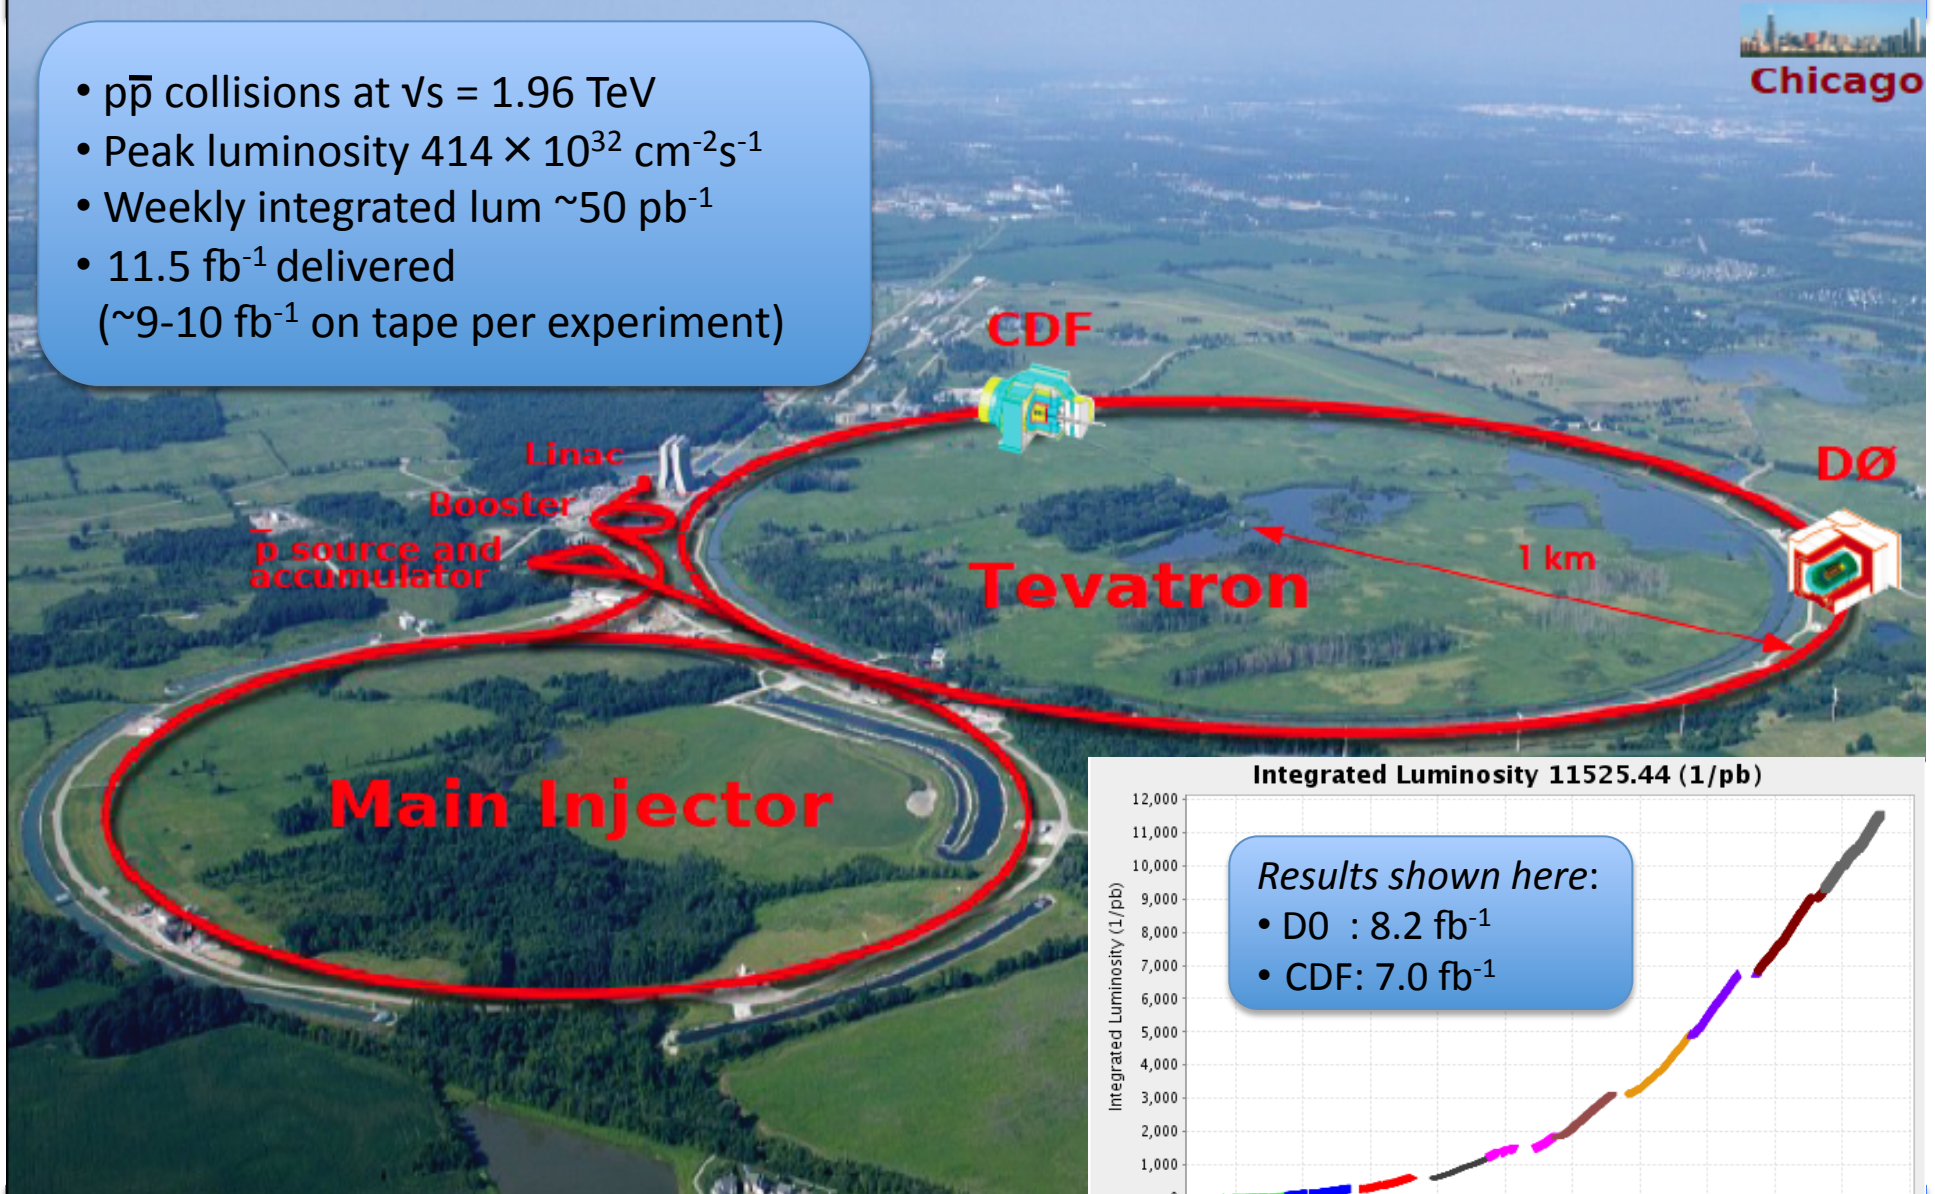 • pp̅ collisions at √s = 1.96 TeV
• Peak luminosity 414 × 10³² cm⁻²s⁻¹
• Weekly integrated lum ~50 pb⁻¹
• 11.5 fb⁻¹ delivered
(~9-10 fb⁻¹ on tape per experiment)
Chicago
CDF
DØ
Linac
Booster
p̅ source and
accumulator
1 km
Tevatron
Main Injector
Integrated Luminosity 11525.44 (1/pb)
Integrated Luminosity (1/pb)
12,000
11,000
10,000
9,000
8,000
7,000
6,000
5,000
4,000
3,000
2,000
1,000
Results shown here:
• D0 : 8.2 fb⁻¹
• CDF: 7.0 fb⁻¹